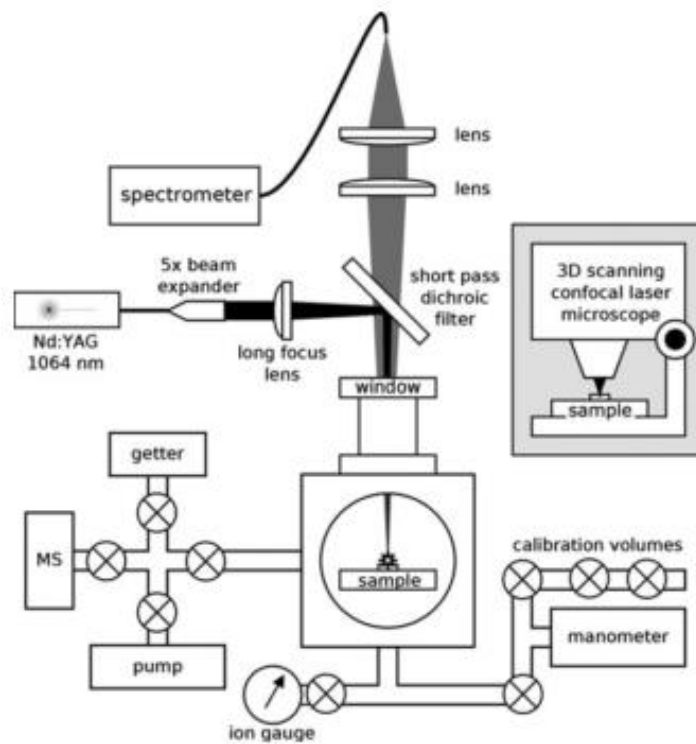 lens
lens
spectrometer
5x beam
expander
short pass
dichroic
filter
3D scanning
confocal laser
microscope
sample
Nd:YAG
1064 nm
long focus
lens
window
getter
MS
sample
calibration volumes
manometer
pump
ion gauge